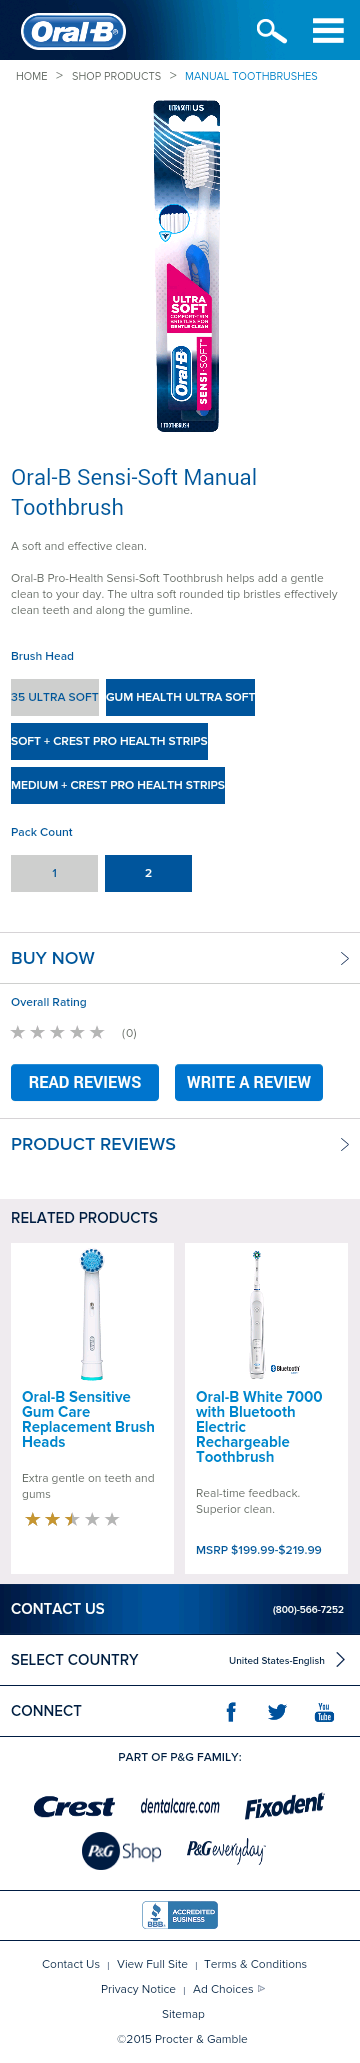 Oral-B
HOME > SHOP PRODUCTS > MANUAL TOOTHBRUSHES
ULTRA SOFT US
ULTRA
SOFT
COMFORT-TRIM
BRISTLES FOR
GENTLE CLEAN
Oral-B
SENSI-SOFT™
1 TOOTHBRUSH
Oral-B Sensi-Soft Manual
Toothbrush
A soft and effective clean.
Oral-B Pro-Health Sensi-Soft Toothbrush helps add a gentle
clean to your day. The ultra soft rounded tip bristles effectively
clean teeth and along the gumline.
Brush Head
35 ULTRA SOFT GUM HEALTH ULTRA SOFT
SOFT + CREST PRO HEALTH STRIPS
MEDIUM + CREST PRO HEALTH STRIPS
Pack Count
1 2
BUY NOW
Overall Rating
(0)
READ REVIEWS WRITE A REVIEW
PRODUCT REVIEWS
RELATED PRODUCTS
Oral-B Sensitive
Gum Care
Replacement Brush
Heads
Extra gentle on teeth and
gums
Bluetooth
Oral-B White 7000
with Bluetooth
Electric
Rechargeable
Toothbrush
Real-time feedback.
Superior clean.
MSRP $199.99-$219.99
CONTACT US (800)-566-7252
SELECT COUNTRY United States-English
CONNECT
You
Tube
PART OF P&G FAMILY:
Crest dentalcare.com Fixodent
P&G Shop P&G everyday
BBB ACCREDITED
BUSINESS
Contact Us | View Full Site | Terms & Conditions
Privacy Notice | Ad Choices
Sitemap
©2015 Procter & Gamble